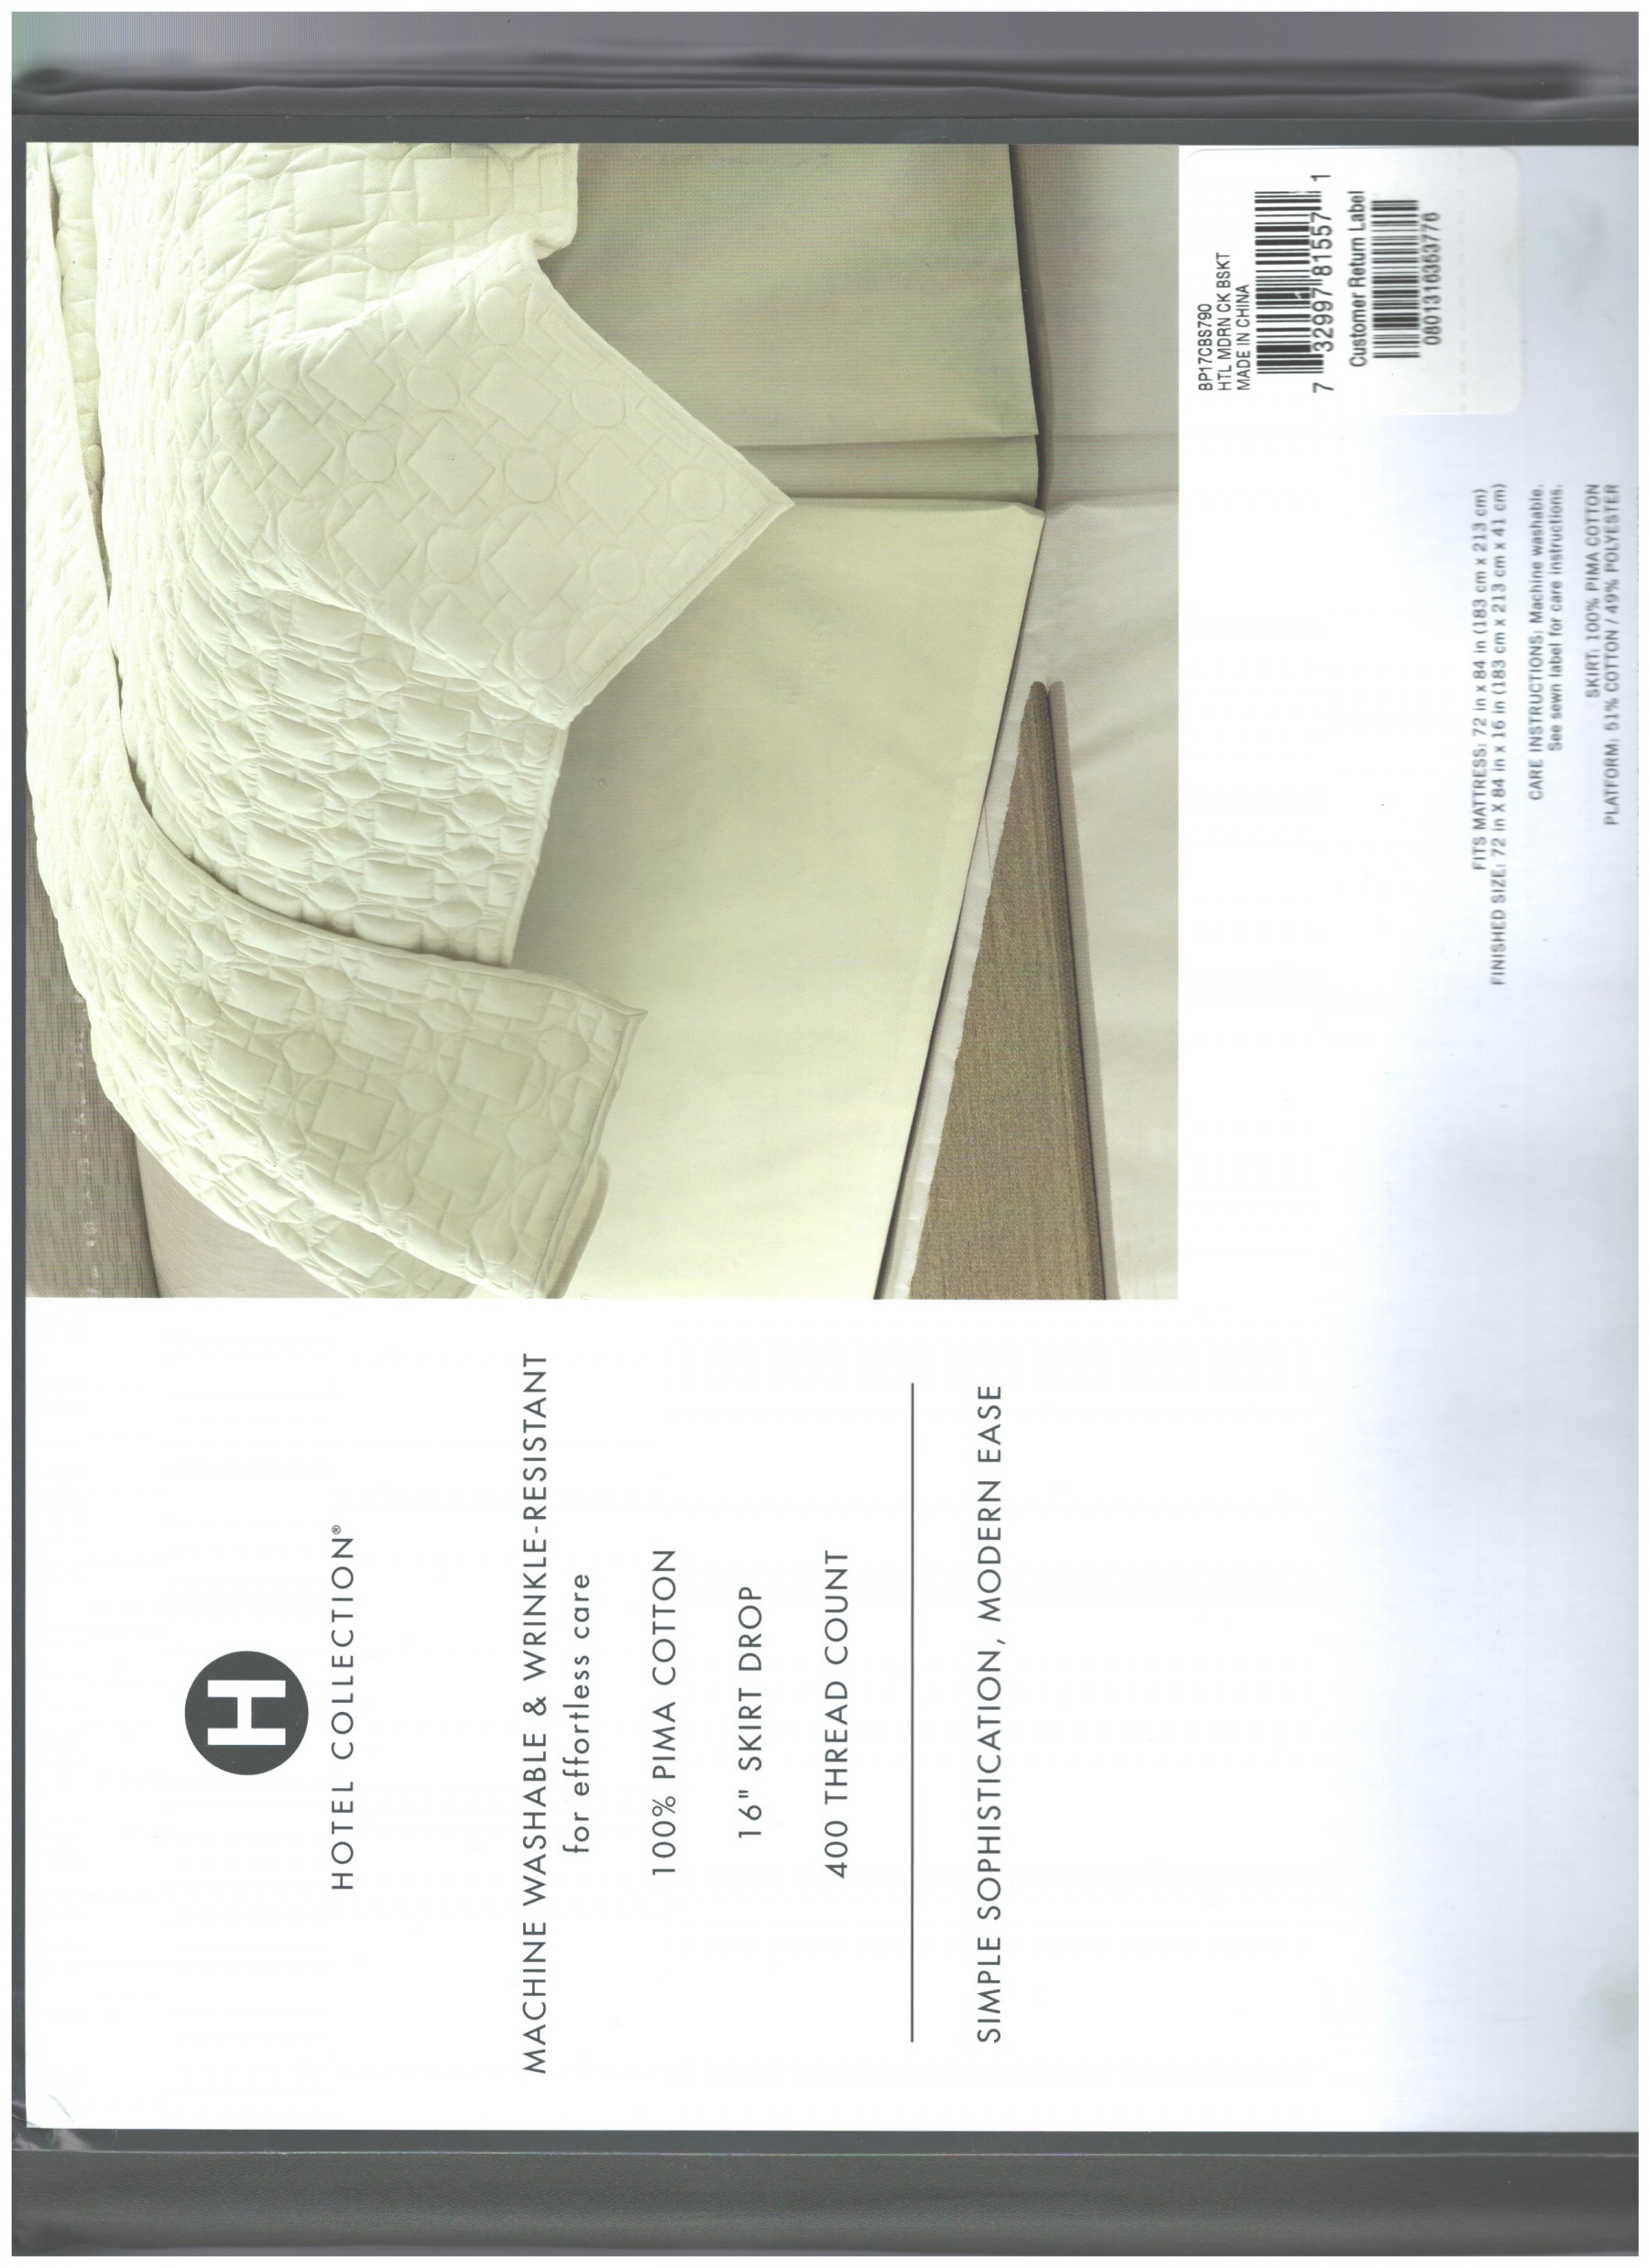 H
HOTEL COLLECTION®
MACHINE WASHABLE & WRINKLE-RESISTANT
for effortless care
100% PIMA COTTON
16" SKIRT DROP
400 THREAD COUNT
SIMPLE SOPHISTICATION, MODERN EASE
BP17CBS790
HTL MDRN CK BSKT
MADE IN CHINA
7 32997 81557 1
Customer Return Label
0801316363776
FITS MATTRESS: 72 in x 84 in (183 cm x 213 cm)
FINISHED SIZE: 72 in X 84 in x 16 in (183 cm x 213 cm x 41 cm)
CARE INSTRUCTIONS: Machine washable.
See sewn label for care instructions.
SKIRT: 100% PIMA COTTON
PLATFORM: 51% COTTON / 49% POLYESTER